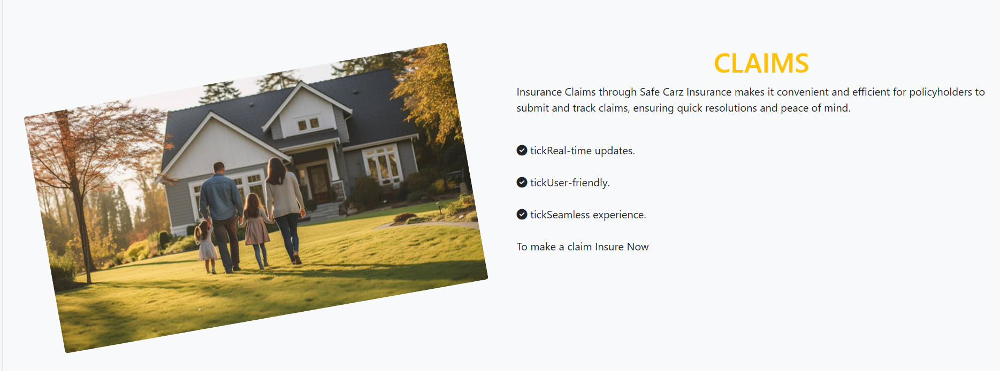 CLAIMS
Insurance Claims through Safe Carz Insurance makes it convenient and efficient for policyholders to
submit and track claims, ensuring quick resolutions and peace of mind.
tickReal-time updates.
tickUser-friendly.
tickSeamless experience.
To make a claim Insure Now